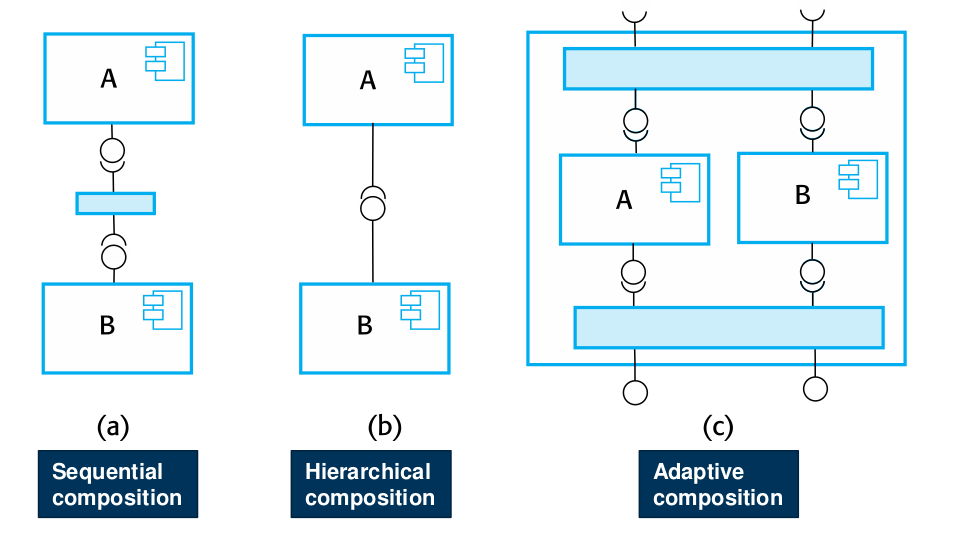 A
B
(a)
Sequential
composition
A
B
(b)
Hierarchical
composition
A
B
(c)
Adaptive
composition